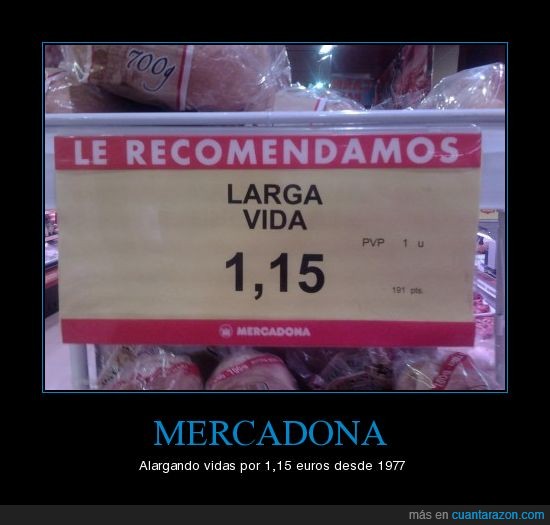 700g
LE RECOMENDAMOS
LARGA
VIDA
PVP 1 u
1,15
191 pts.
MERCADONA
MERCADONA
Alargando vidas por 1,15 euros desde 1977
más en cuantarazon.com